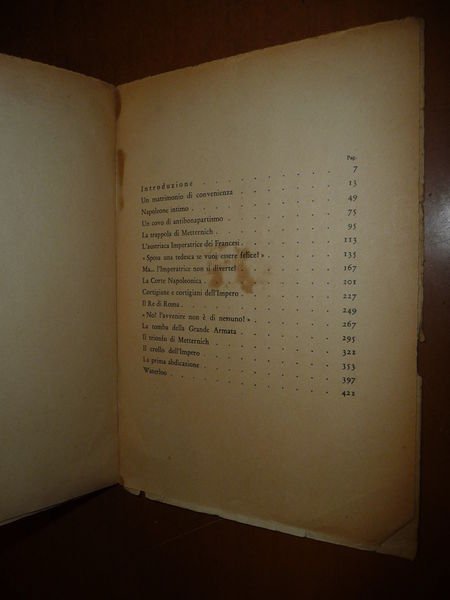 Pag.
Introduzione . . . . . . . . 7
Un matrimonio di convenienza . . . . . . 13
Napoleone intimo . . . . . . . . 49
Un covo di antibonapartismo . . . . . . 75
La trappola di Metternich . . . . . . . 95
L'austriaca Imperatrice dei Francesi . . . . . . 113
« Sposa una tedesca se vuoi essere felice! » . . . . . 135
Ma... l'Imperatrice non si diverte! . . . . . . 167
La Corte Napoleonica . . . . . . . 201
Cortigiane e cortigiani dell'Impero . . . . . . 227
Il Re di Roma . . . . . . . . 249
« No! l'avvenire non è di nessuno! » . . . . . . 267
La tomba della Grande Armata . . . . . . 295
Il trionfo di Metternich . . . . . . . 321
Il crollo dell'Impero . . . . . . . 353
La prima abdicazione . . . . . . . 397
Waterloo . . . . . . . . 421